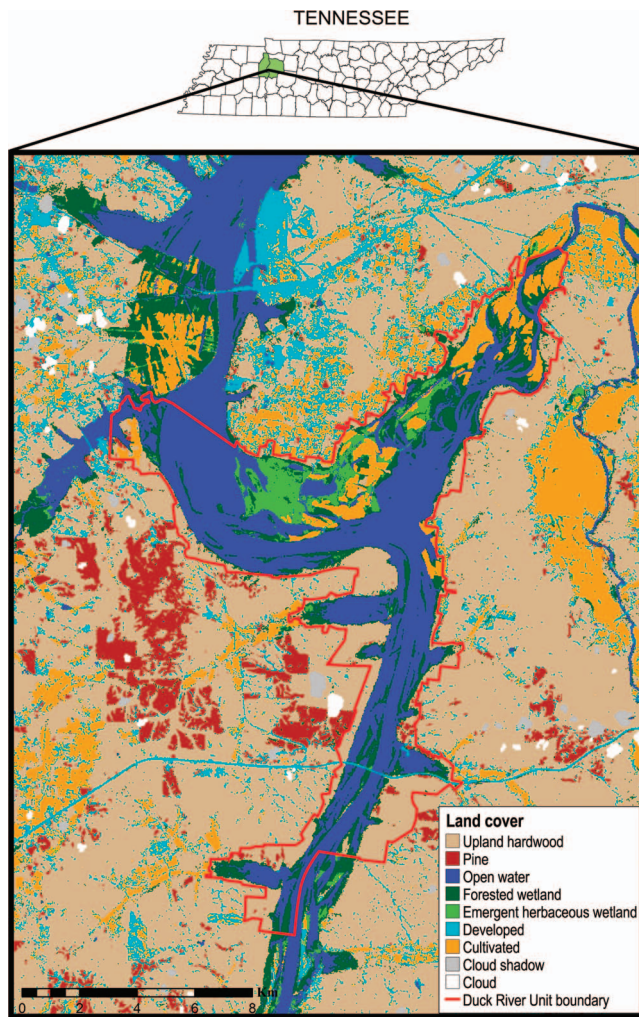 TENNESSEE
Land cover
Upland hardwood
Pine
Open water
Forested wetland
Emergent herbaceous wetland
Developed
Cultivated
Cloud shadow
Cloud
Duck River Unit boundary
Km
0 2 4 6 8